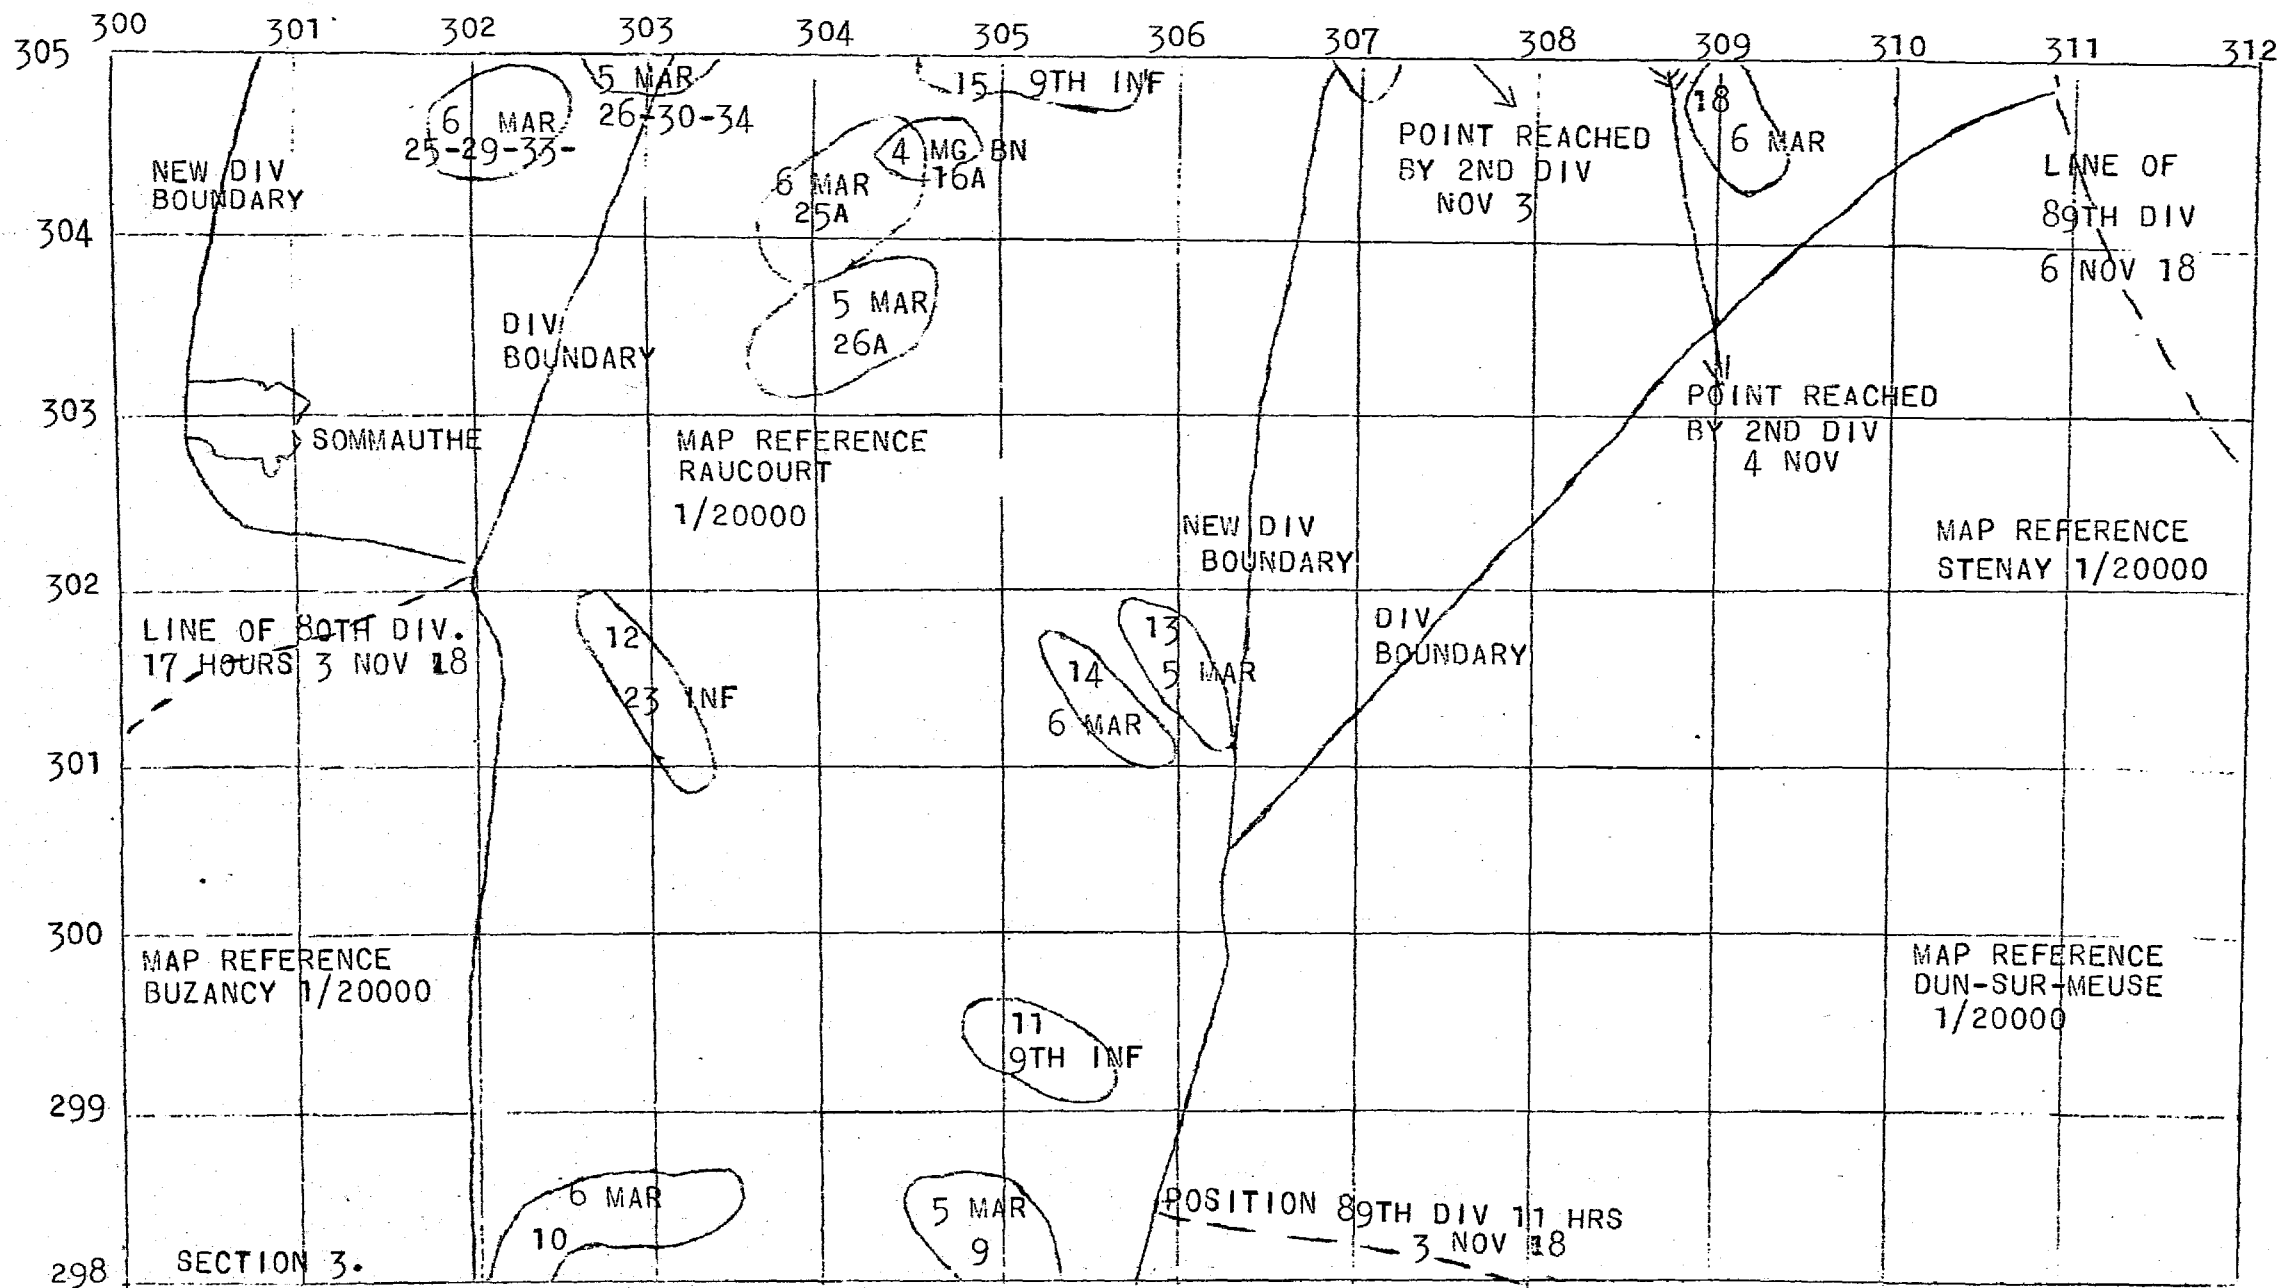 300 301 302 303 304 305 306 307 308 309 310 311 312
305
5 MAR
26-30-34
15 9TH INF
6 MAR
25-29-33-
4 MG BN
16A
6 MAR
25A
18
6 MAR
POINT REACHED
BY 2ND DIV
NOV 3
NEW DIV
BOUNDARY
LINE OF
89TH DIV
6 NOV 18
304
5 MAR
26A
DIV
BOUNDARY
303
SOMMAUTHE
MAP REFERENCE
RAUCOURT
1/20000
POINT REACHED
BY 2ND DIV
4 NOV
NEW DIV
BOUNDARY
MAP REFERENCE
STENAY 1/20000
302
LINE OF 80TH DIV.
17 HOURS 3 NOV 18
12
23 INF
13
5 MAR
14
6 MAR
DIV
BOUNDARY
301
300
MAP REFERENCE
BUZANCY 1/20000
MAP REFERENCE
DUN-SUR-MEUSE
1/20000
11
9TH INF
299
6 MAR
10
5 MAR
9
POSITION 89TH DIV 11 HRS
3 NOV 18
298
SECTION 3.